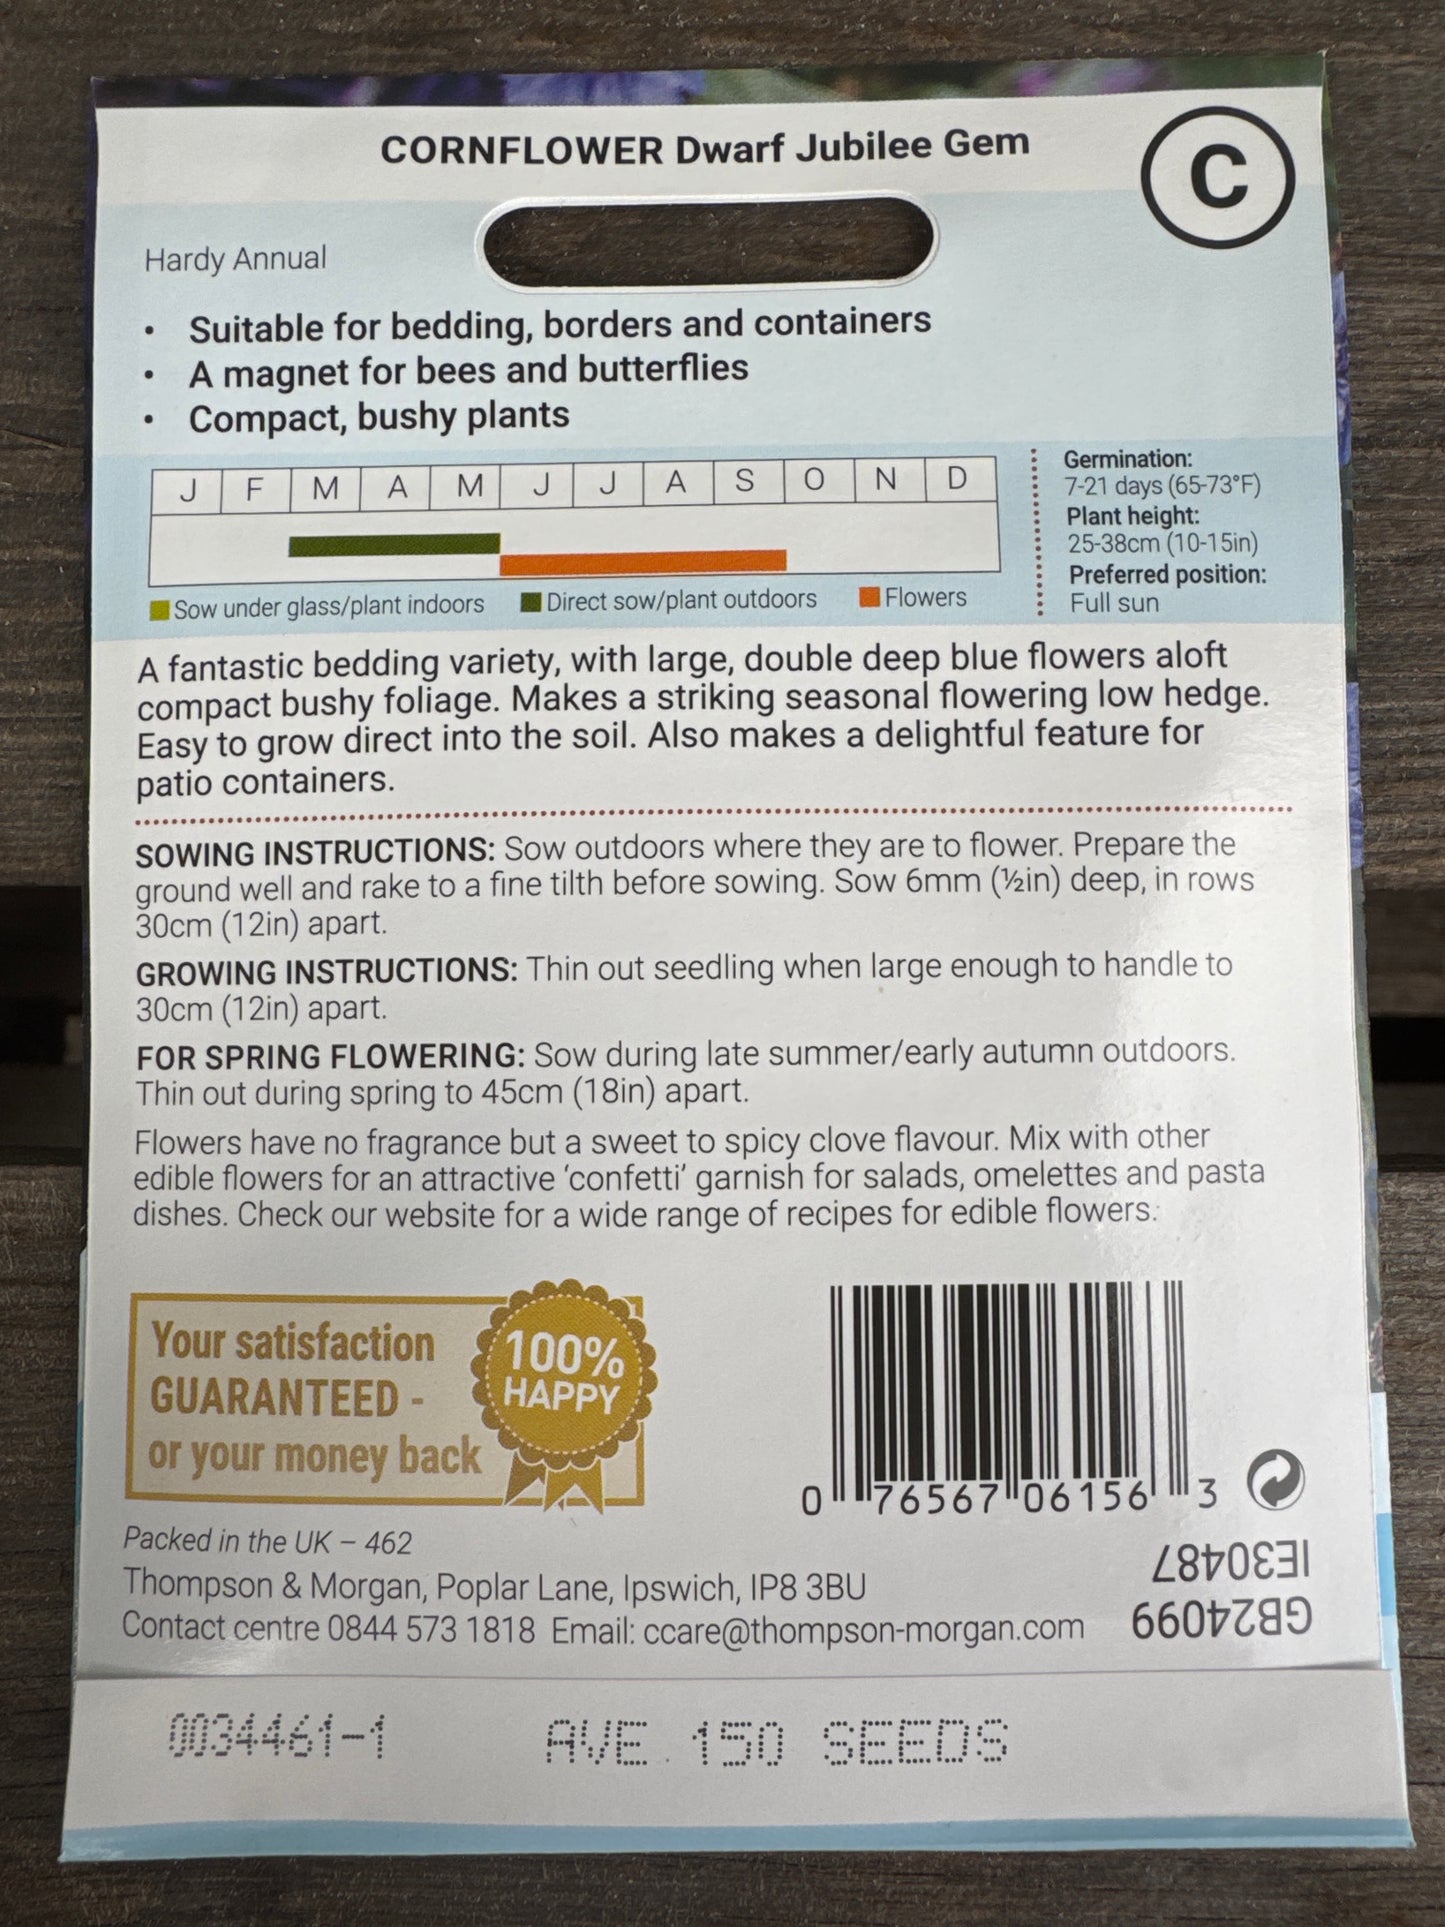 CORNFLOWER Dwarf Jubilee Gem
C
Hardy Annual
• Suitable for bedding, borders and containers
• A magnet for bees and butterflies
• Compact, bushy plants
J F M A M J J A S O N D
Sow under glass/plant indoors Direct sow/plant outdoors Flowers
Germination:
7-21 days (65-73°F)
Plant height:
25-38cm (10-15in)
Preferred position:
Full sun
A fantastic bedding variety, with large, double deep blue flowers aloft
compact bushy foliage. Makes a striking seasonal flowering low hedge.
Easy to grow direct into the soil. Also makes a delightful feature for
patio containers.
SOWING INSTRUCTIONS: Sow outdoors where they are to flower. Prepare the
ground well and rake to a fine tilth before sowing. Sow 6mm (½in) deep, in rows
30cm (12in) apart.
GROWING INSTRUCTIONS: Thin out seedling when large enough to handle to
30cm (12in) apart.
FOR SPRING FLOWERING: Sow during late summer/early autumn outdoors.
Thin out during spring to 45cm (18in) apart.
Flowers have no fragrance but a sweet to spicy clove flavour. Mix with other
edible flowers for an attractive ‘confetti’ garnish for salads, omelettes and pasta
dishes. Check our website for a wide range of recipes for edible flowers.
Your satisfaction
GUARANTEED -
or your money back
100%
HAPPY
0 76567 06156 3
Packed in the UK – 462
Thompson & Morgan, Poplar Lane, Ipswich, IP8 3BU
Contact centre 0844 573 1818 Email: ccare@thompson-morgan.com
GB24099
IE30487
0034461-1 AVE. 150 SEEDS